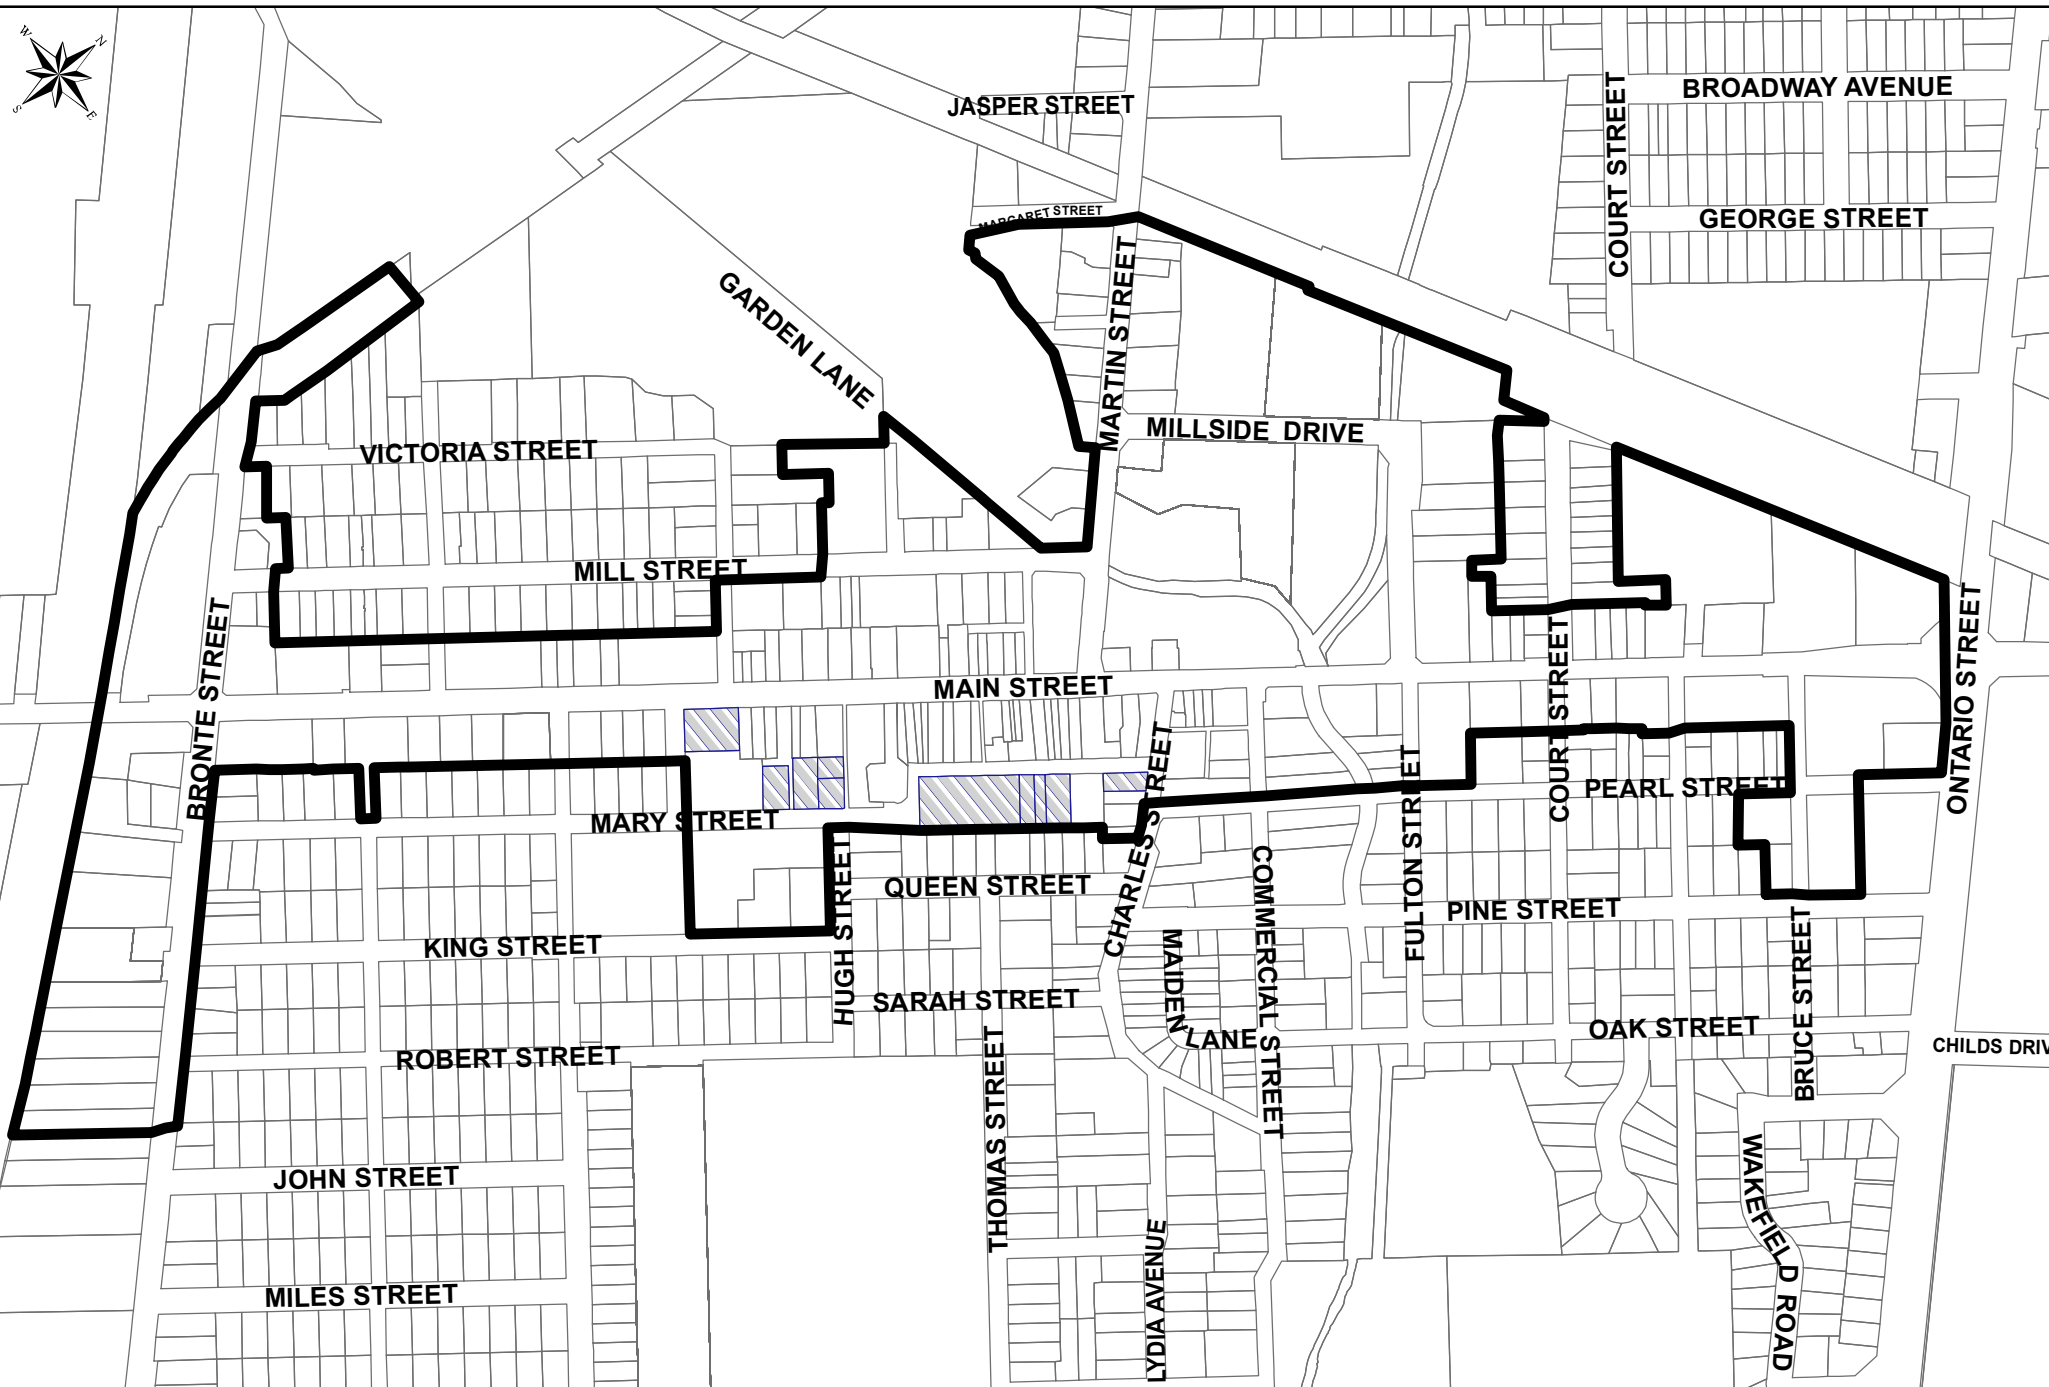 W
N
S
E
JASPER STREET
BROADWAY AVENUE
COURT STREET
MARGARET STREET
GEORGE STREET
GARDEN LANE
MARTIN STREET
MILLSIDE DRIVE
VICTORIA STREET
MILL STREET
BRONTE STREET
MAIN STREET
COURT STREET
ONTARIO STREET
CHARLES STREET
FULTON STREET
PEARL STREET
MARY STREET
HUGH STREET
QUEEN STREET
COMMERCIAL STREET
PINE STREET
KING STREET
MAIDEN LANE
BRUCE STREET
SARAH STREET
OAK STREET
CHILDS DRIV
ROBERT STREET
THOMAS STREET
JOHN STREET
WAKEFIELD ROAD
LYDIA AVENUE
MILES STREET